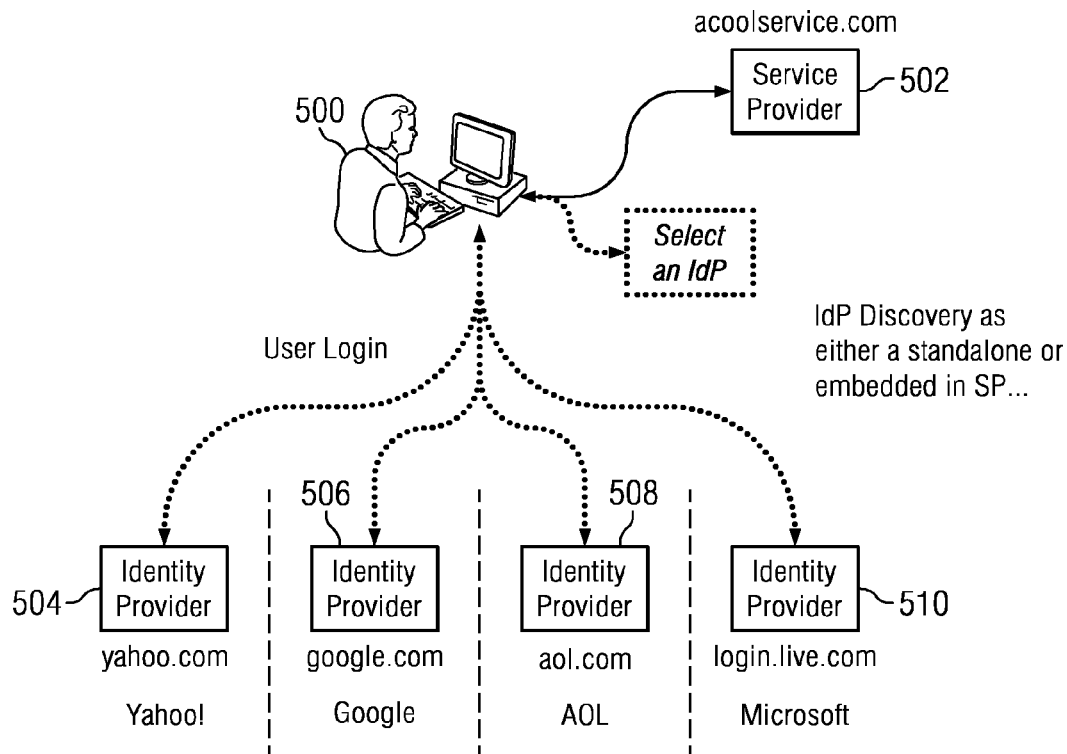 acoolservice.com
Service
Provider
502
500
Select
an IdP
IdP Discovery as
either a standalone or
embedded in SP...
User Login
506
508
504
Identity
Provider
Identity
Provider
Identity
Provider
Identity
Provider
510
yahoo.com
google.com
aol.com
login.live.com
Yahoo!
Google
AOL
Microsoft